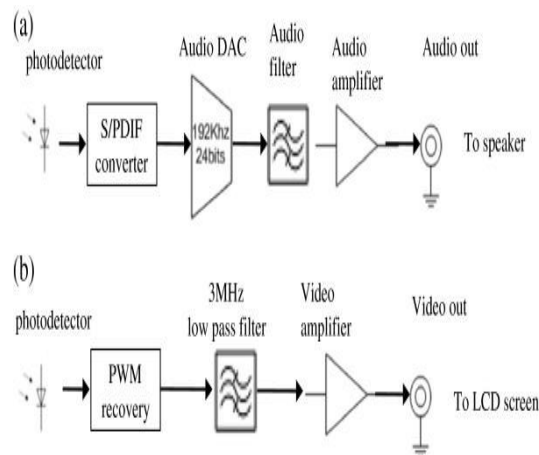 (a)
photodetector
S/PDIF
converter
Audio DAC
192Khz
24bits
Audio
filter
Audio
amplifier
Audio out
To speaker
(b)
photodetector
PWM
recovery
3MHz
low pass filter
Video
amplifier
Video out
To LCD screen